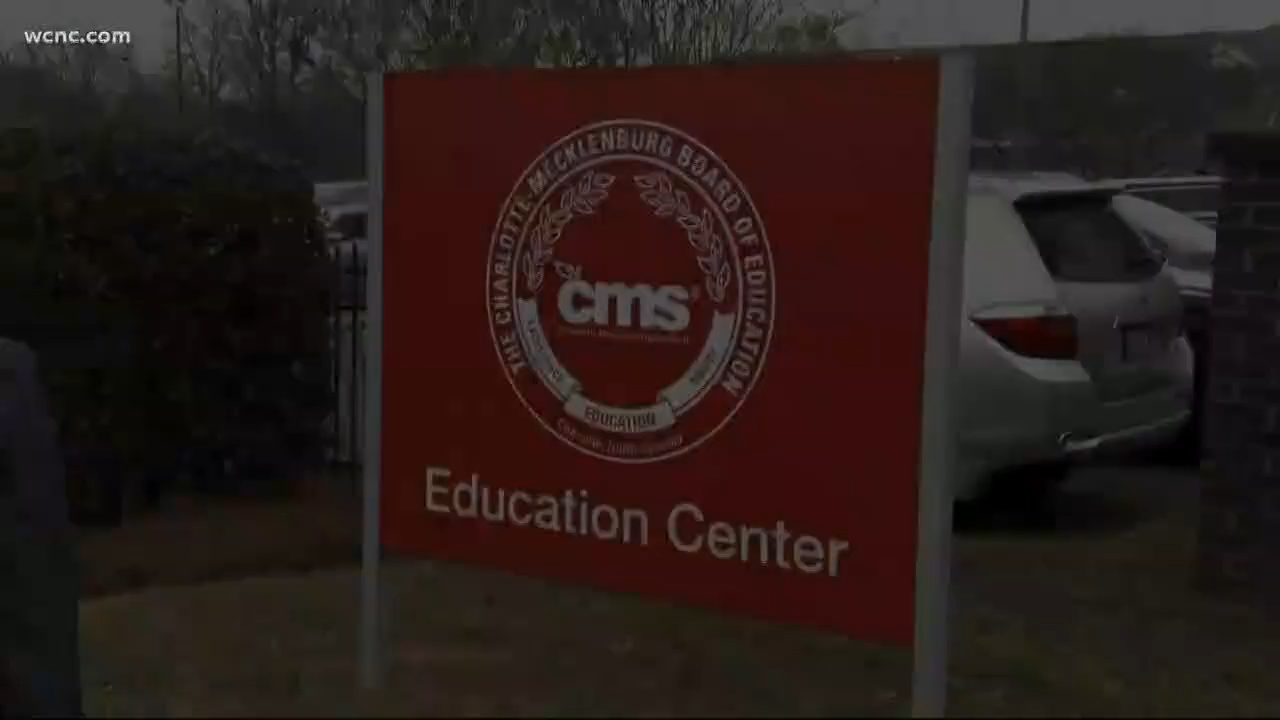 wcnc.com
THE CHARLOTTE-MECKLENBURG BOARD OF EDUCATION
cms
EDUCATION
Education Center